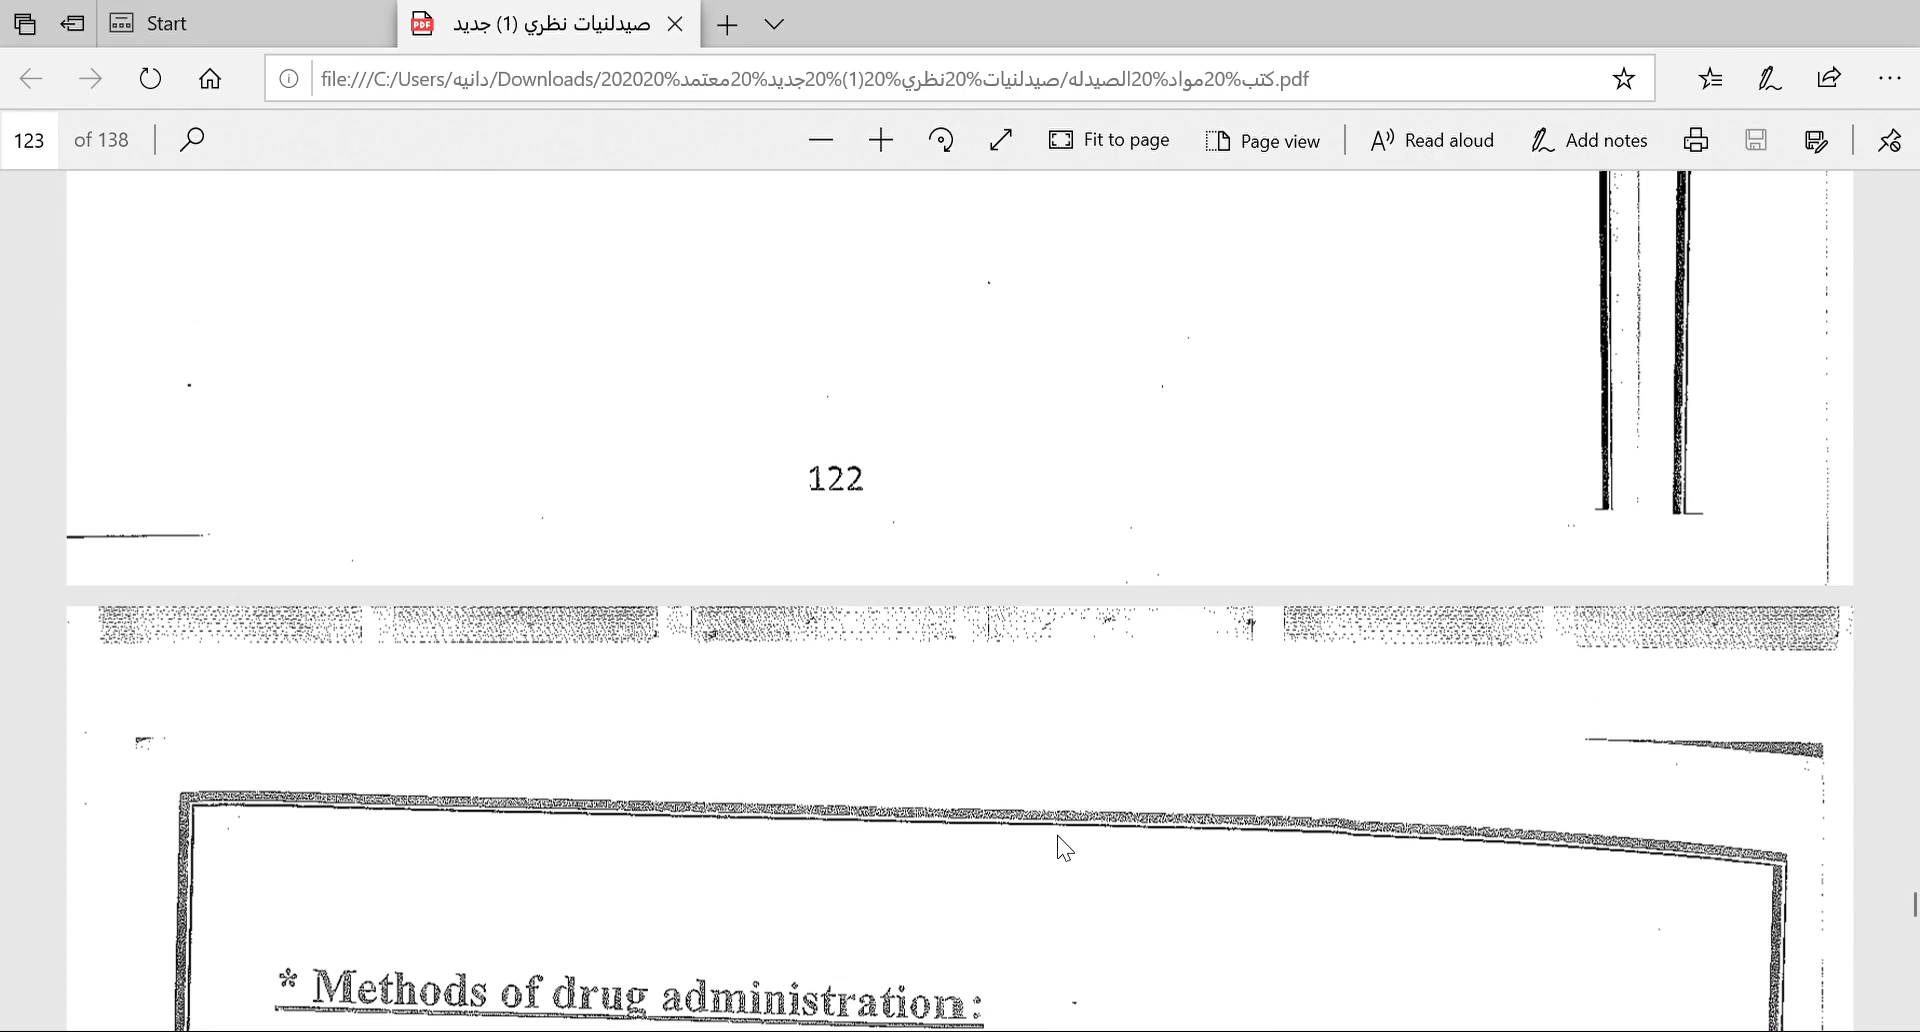 Start
صيدلنيات نظري (1) جديد
file:///C:/Users/دانيه/Downloads/202020%كتب%20مواد%20الصيدله/صيدلنيات%20نظري%20(1)%20جديد%20معتمد.pdf
123 of 138
Fit to page
Page view
Read aloud
Add notes
122
* Methods of drug administration: